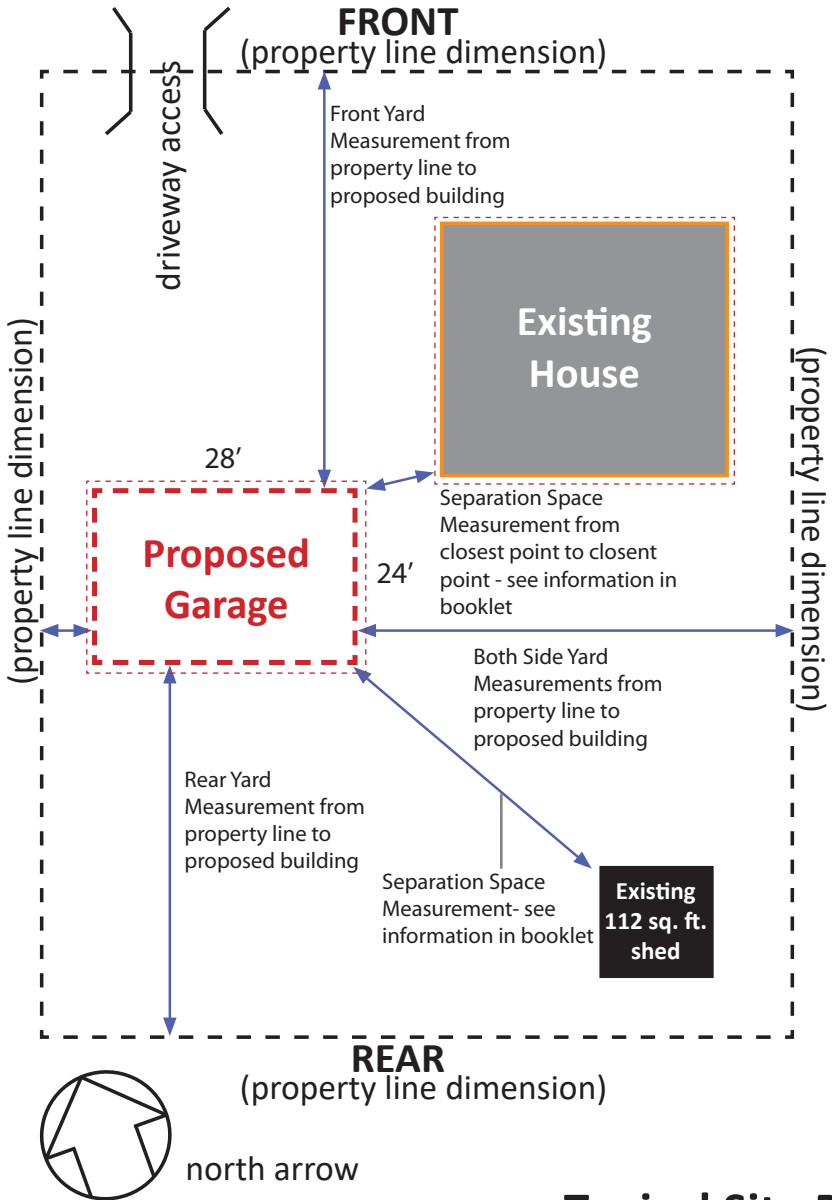 FRONT
(property line dimension)
driveway access
Front Yard
Measurement from
property line to
proposed building
Existing
House
(property line dimension)
(property line dimension)
28’
Proposed
Garage
24’
Separation Space
Measurement from
closest point to closent
point - see information in
booklet
Both Side Yard
Measurements from
property line to
proposed building
Rear Yard
Measurement from
property line to
proposed building
Separation Space
Measurement- see
information in booklet
Existing
112 sq. ft.
shed
REAR
(property line dimension)
north arrow